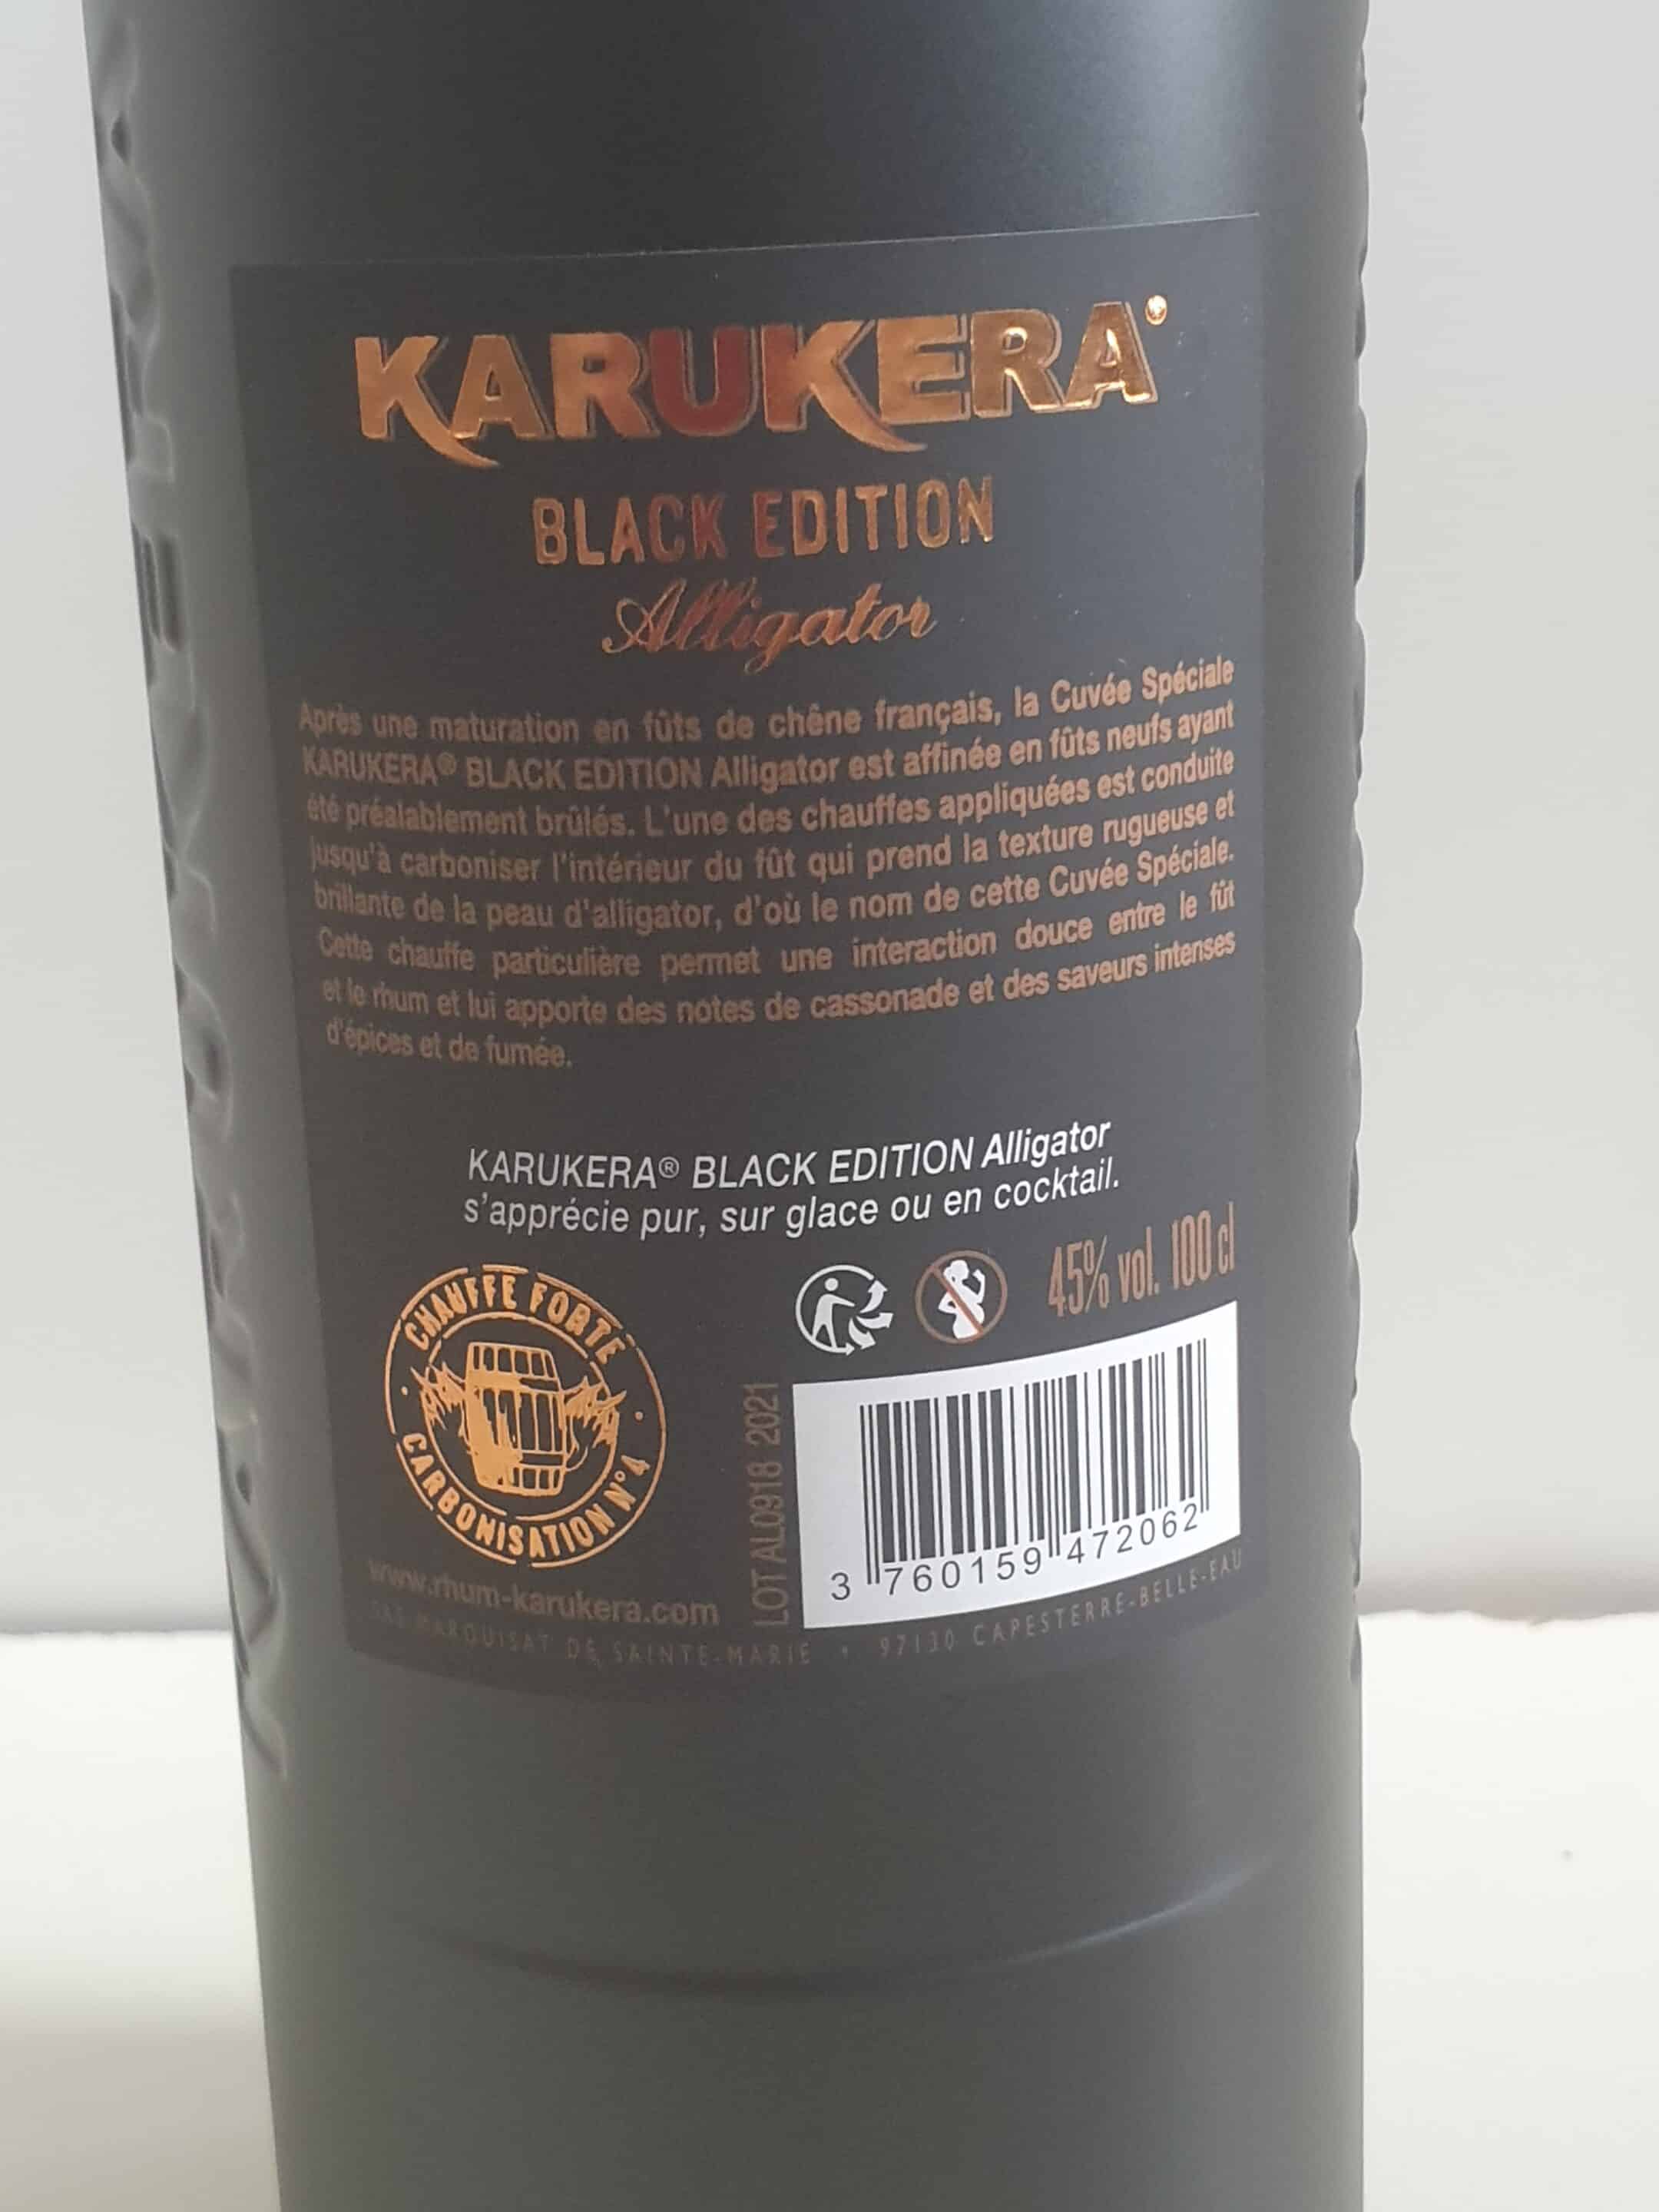 KARUKERA®
BLACK EDITION
Alligator
Après une maturation en fûts de chêne français, la Cuvée Spéciale
KARUKERA® BLACK EDITION Alligator est affinée en fûts neufs ayant
été préalablement brûlés. L'une des chauffes appliquées est conduite
jusqu'à carboniser l'intérieur du fût qui prend la texture rugueuse et
brillante de la peau d'alligator, d'où le nom de cette Cuvée Spéciale.
Cette chauffe particulière permet une interaction douce entre le fût
et le rhum et lui apporte des notes de cassonade et des saveurs intenses
d'épices et de fumée.
KARUKERA® BLACK EDITION Alligator
s'apprécie pur, sur glace ou en cocktail.
45% vol. 100 cl
CHAUFFE FORTE
CARBONISATION N°4
LOT AL0918 2021
3 760159 472062
www.rhum-karukera.com
SAS MARQUISAT DE SAINTE-MARIE • 97130 CAPESTERRE-BELLE-EAU